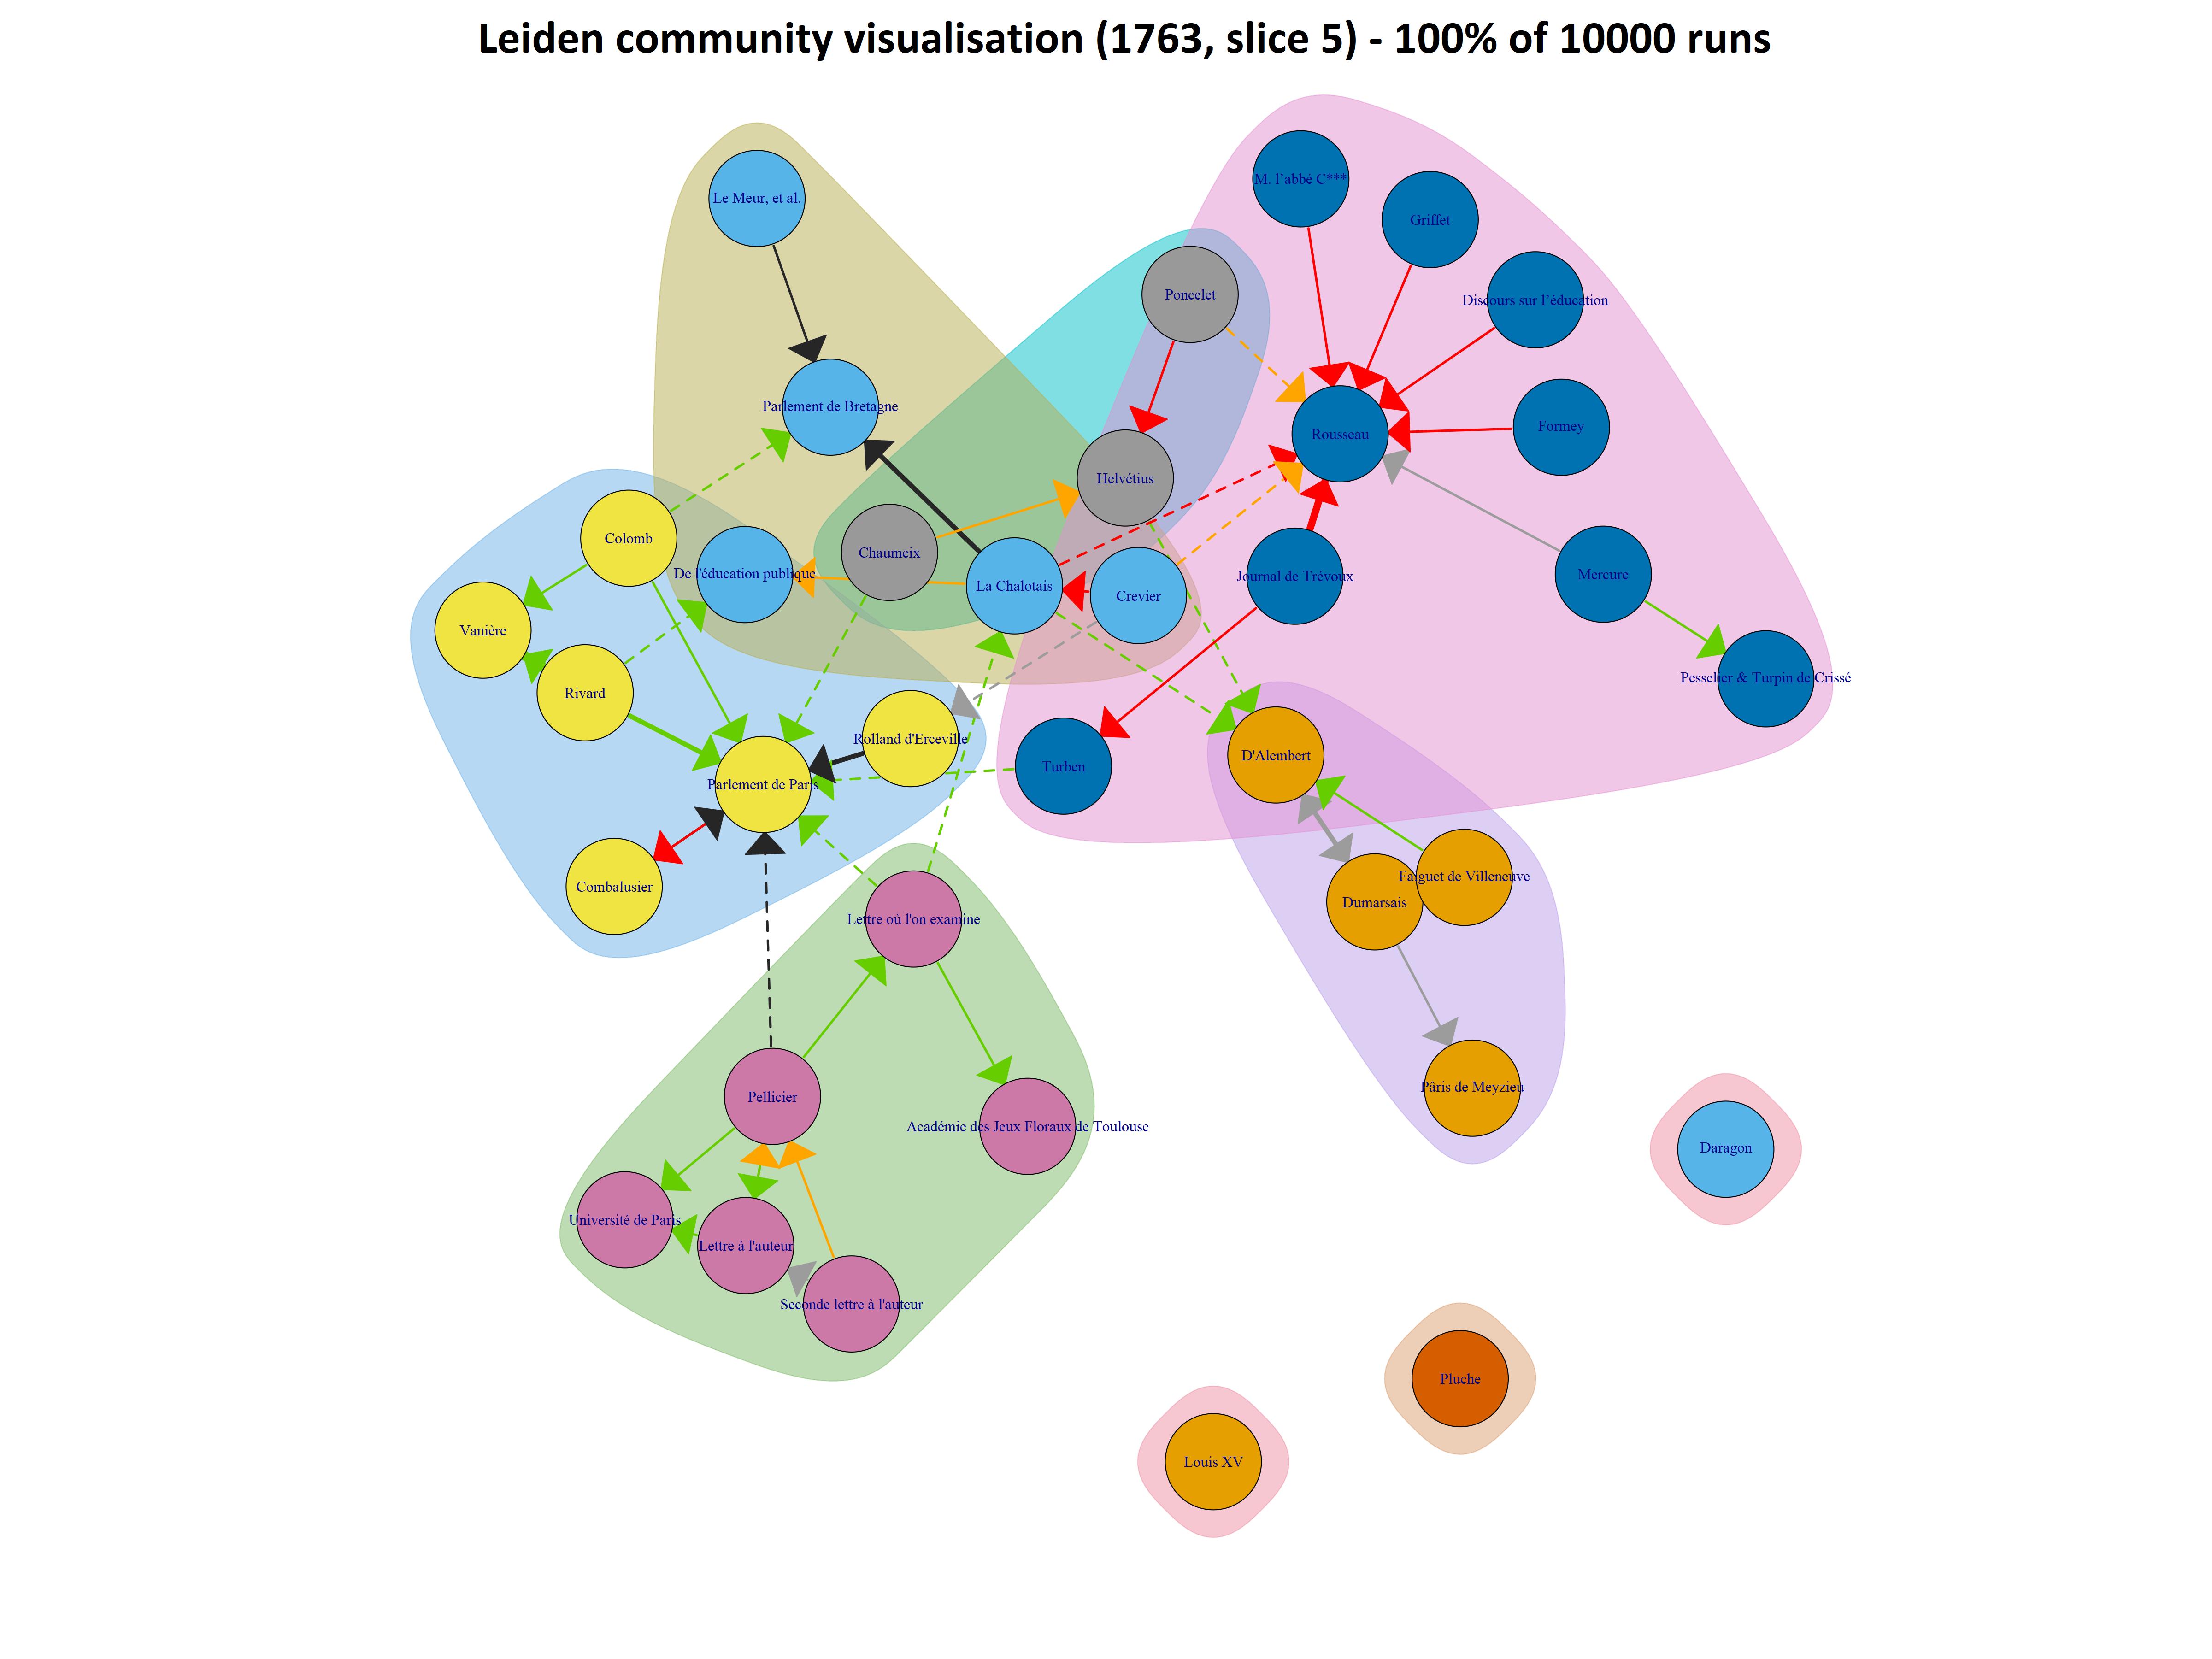 Leiden community visualisation (1763, slice 5) - 100% of 10000 runs
M. l’abbé C***
Le Meur, et al.
Griffet
Poncelet
Discours sur l’éducation
Parlement de Bretagne
Formey
Rousseau
Helvétius
Colomb
Chaumeix
De l'éducation publique
Mercure
Journal de Trévoux
La Chalotais
Crevier
Vanière
Pesselier & Turpin de Crissé
Rivard
Rolland d'Erceville
D'Alembert
Turben
Parlement de Paris
Faiguet de Villeneuve
Combalusier
Dumarsais
Lettre où l'on examine
Pâris de Meyzieu
Pellicier
Académie des Jeux Floraux de Toulouse
Daragon
Université de Paris
Lettre à l'auteur
Seconde lettre à l'auteur
Pluche
Louis XV